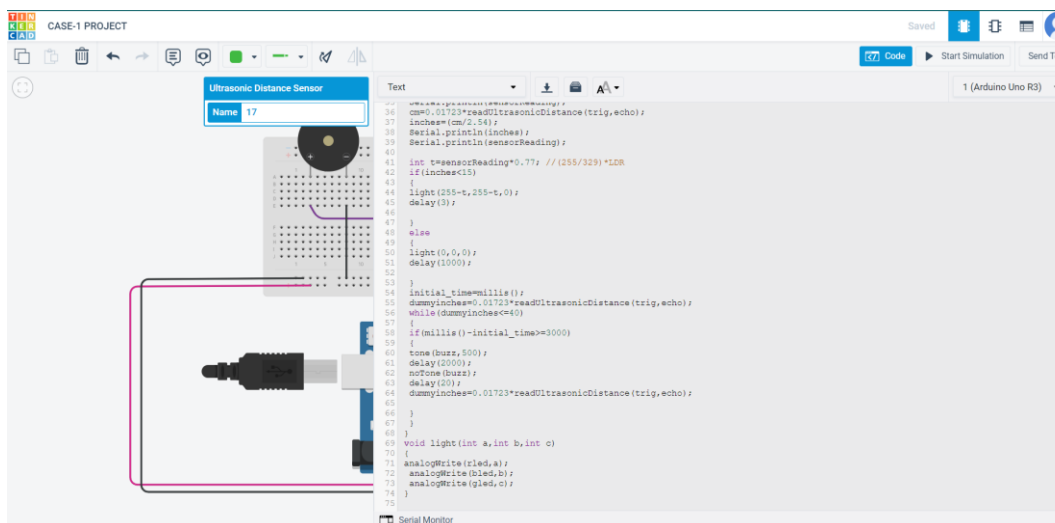 TIN
KER
CAD
CASE-1 PROJECT
Saved
Code
Start Simulation
Send T
Ultrasonic Distance Sensor
Name 17
Text
1 (Arduino Uno R3)
35 Serial.println(sensorReading);
36 cm=0.01723*readUltrasonicDistance(trig,echo);
37 inches=(cm/2.54);
38 Serial.println(inches);
39 Serial.println(sensorReading);
40
41 int t=sensorReading*0.77; //(255/329)*LDR
42 if(inches<15)
43 {
44 light(255-t,255-t,0);
45 delay(3);
46
47 }
48 else
49 {
50 light(0,0,0);
51 delay(1000);
52
53 }
54 initial_time=millis();
55 dummyinches=0.01723*readUltrasonicDistance(trig,echo);
56 while(dummyinches<=40)
57 {
58 if(millis()-initial_time>=3000)
59 {
60 tone(buzz,500);
61 delay(2000);
62 noTone(buzz);
63 delay(20);
64 dummyinches=0.01723*readUltrasonicDistance(trig,echo);
65
66 }
67 }
68 }
69 void light(int a,int b,int c)
70 {
71 analogWrite(rled,a);
72 analogWrite(bled,b);
73 analogWrite(gled,c);
74 }
75
Serial Monitor